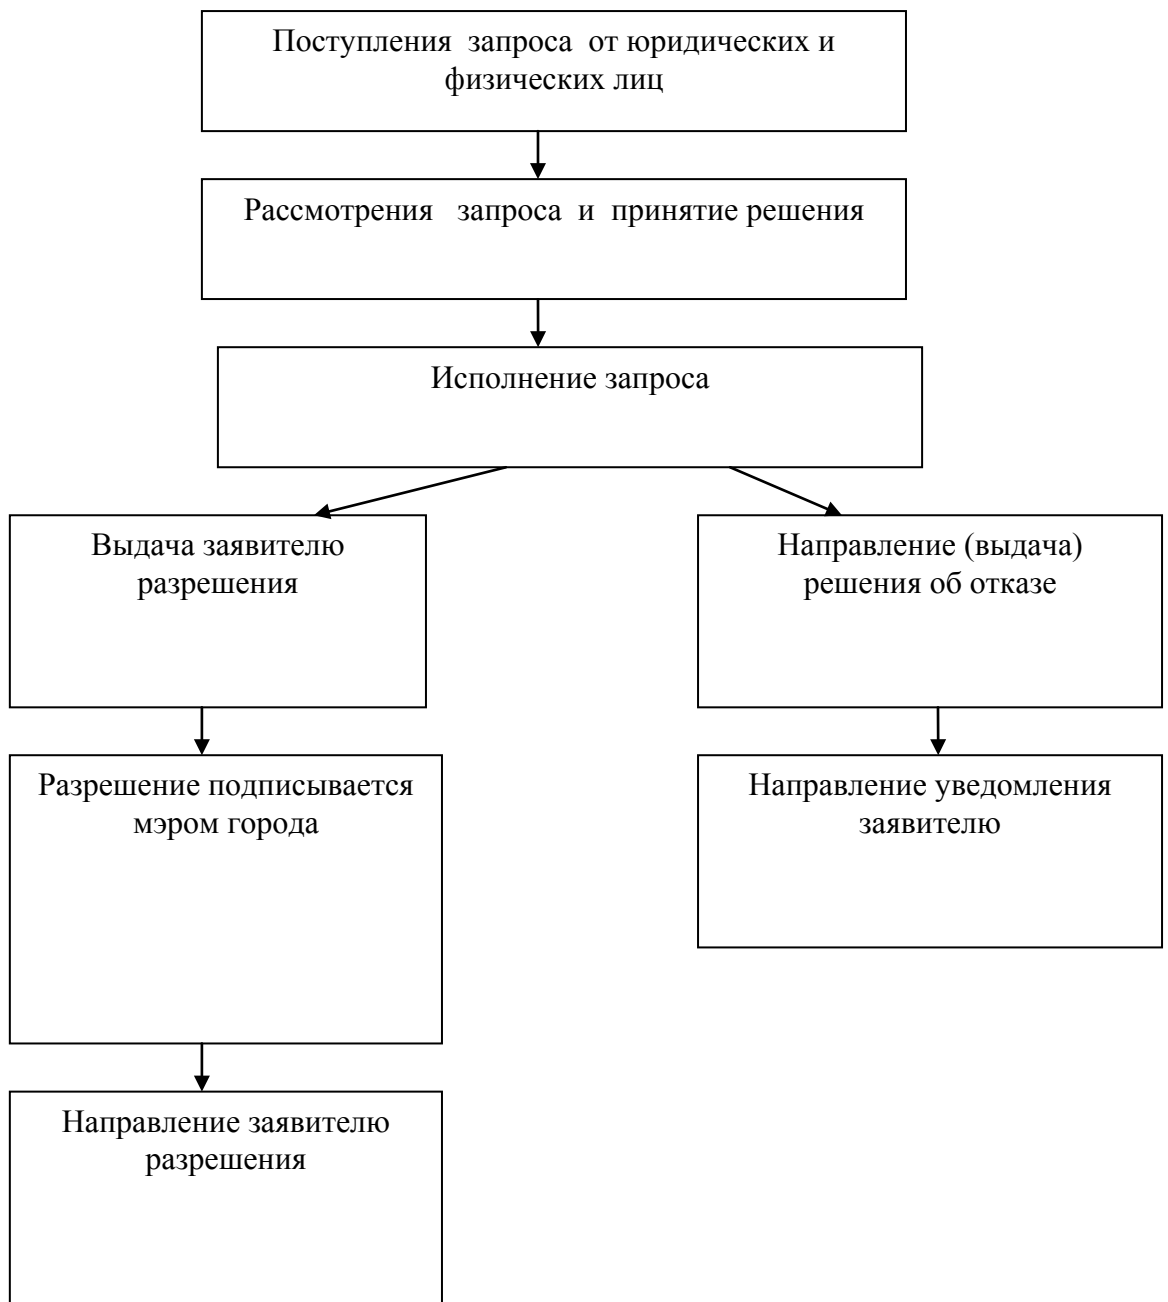 Поступления запроса от юридических и
физических лиц
Рассмотрения запроса и принятие решения
Исполнение запроса
Выдача заявителю
разрешения
Направление (выдача)
решения об отказе
Разрешение подписывается
мэром города
Направление уведомления
заявителю
Направление заявителю
разрешения